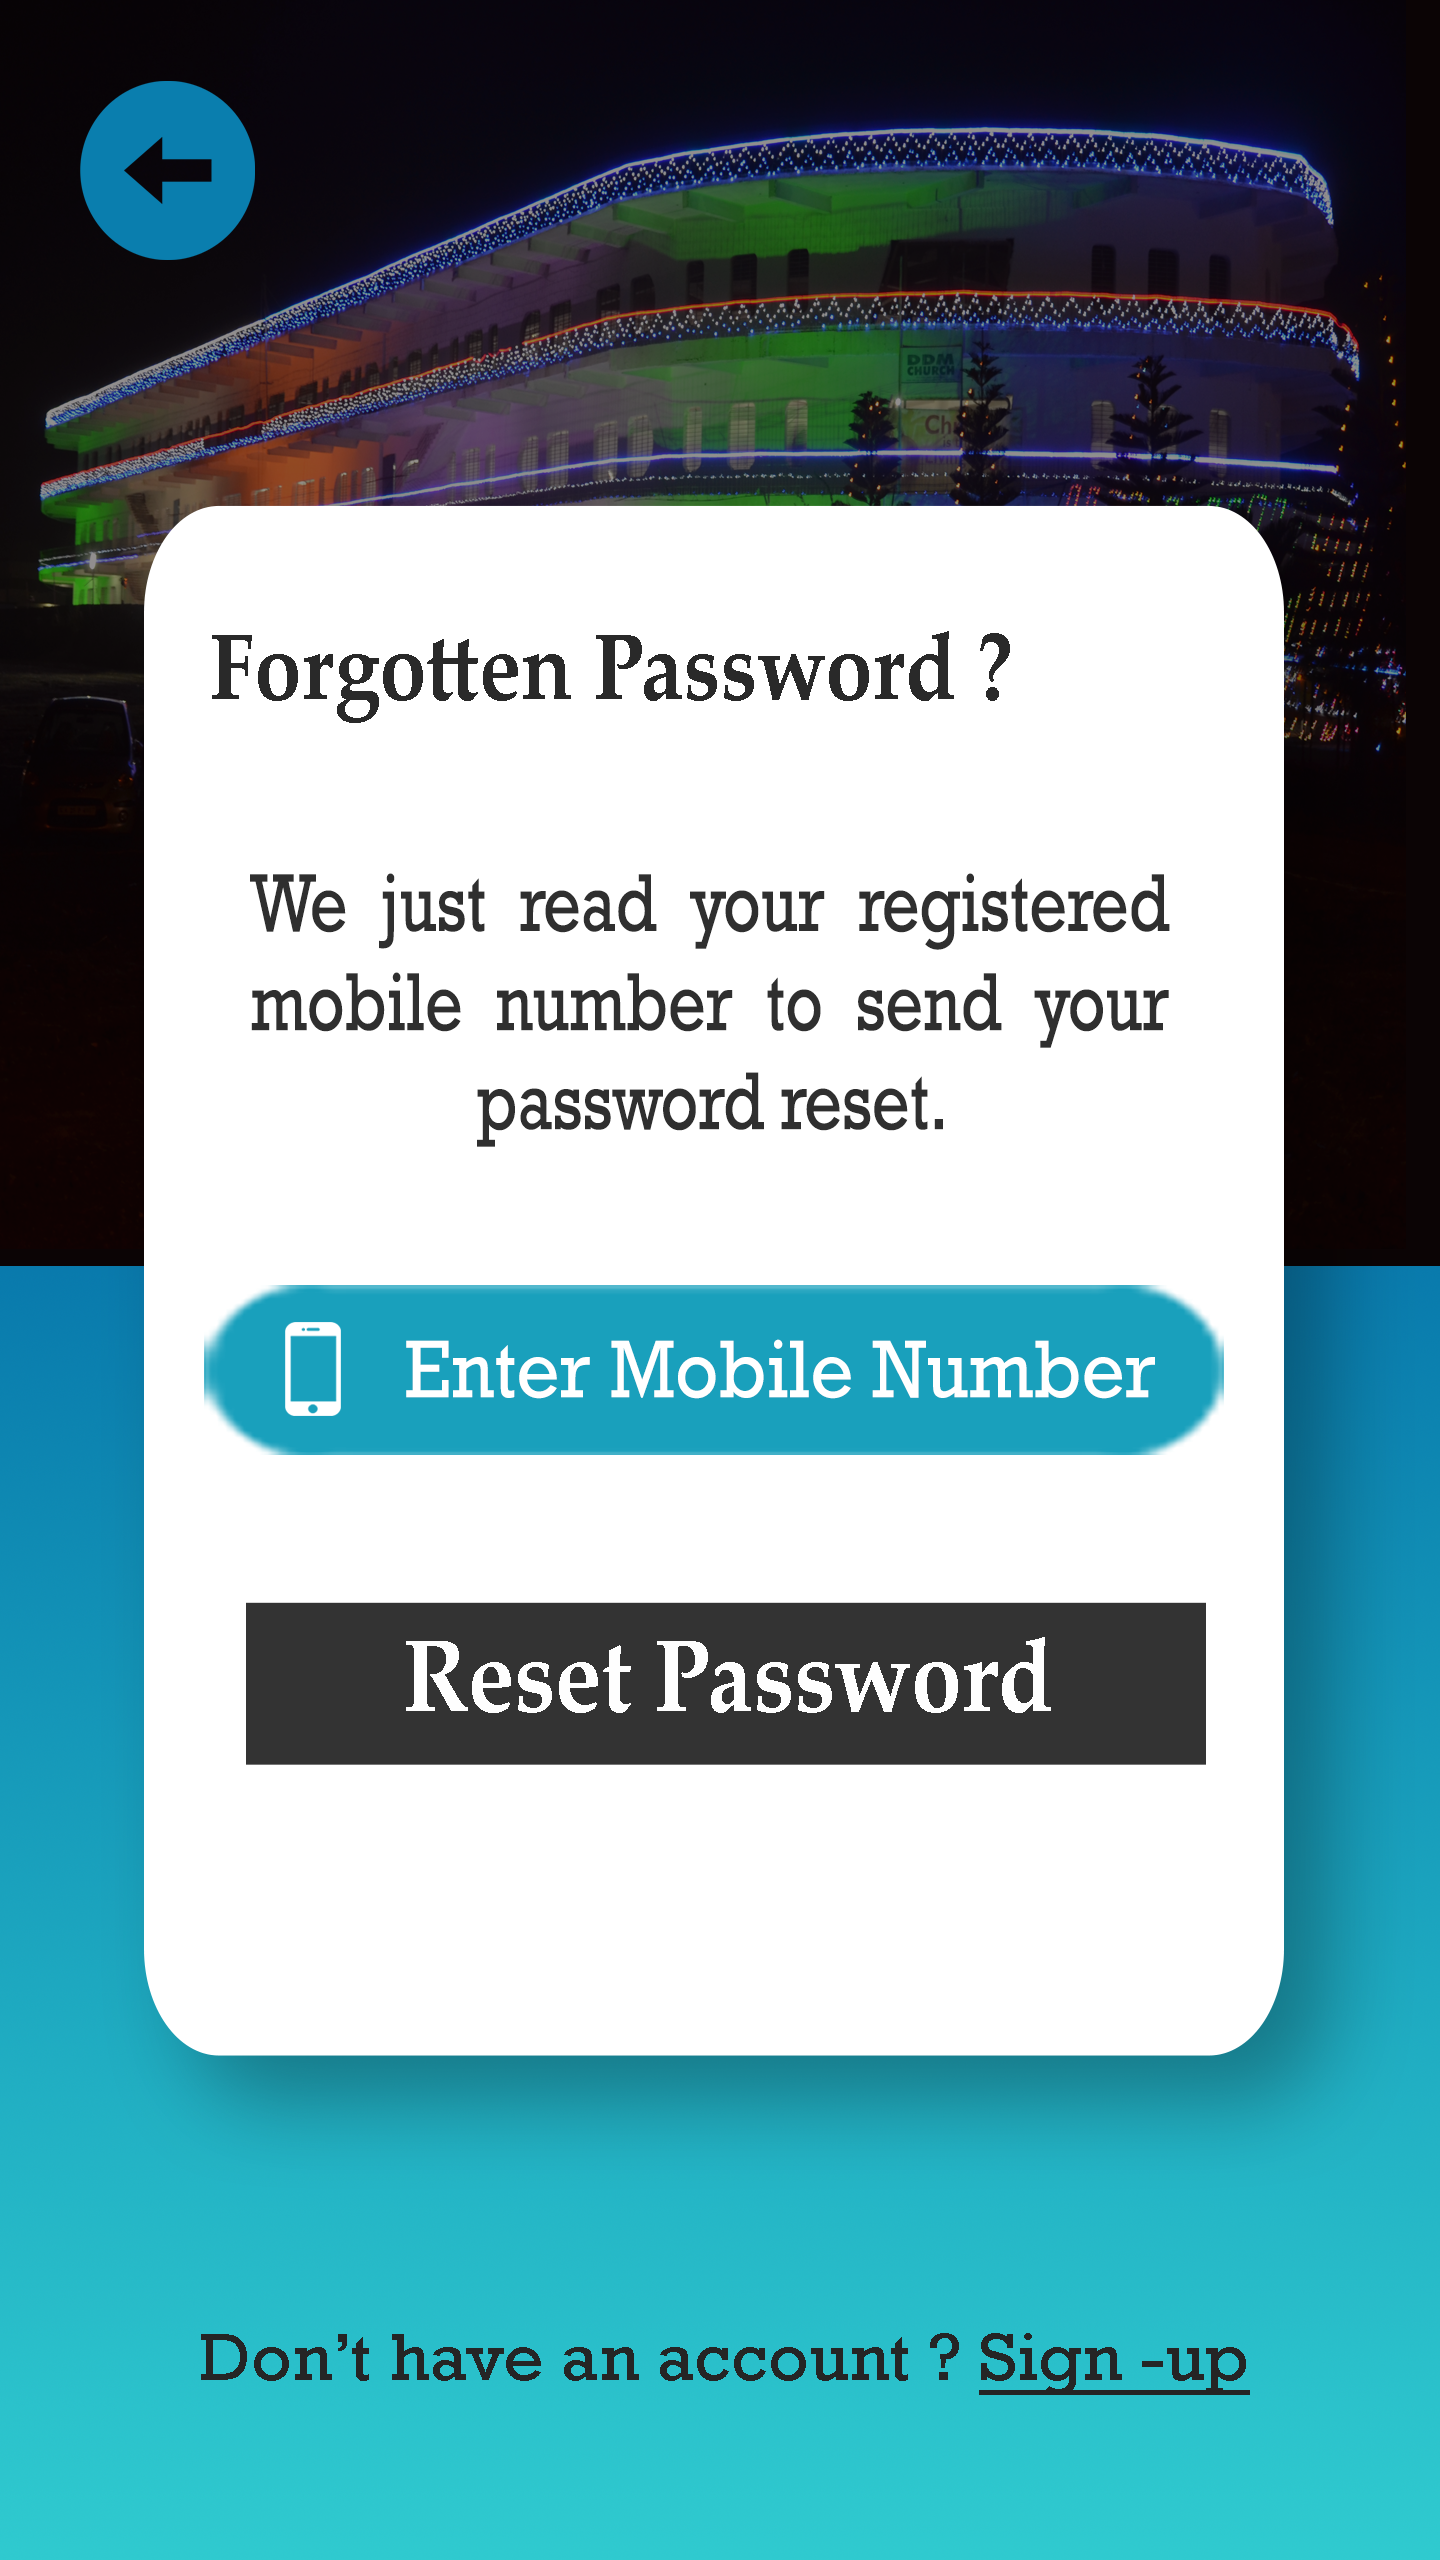 DDM
CHURCH
Forgotten Password ?
We just read your registered
mobile number to send your
password reset.
Enter Mobile Number
Reset Password
Don’t have an account ? Sign -up